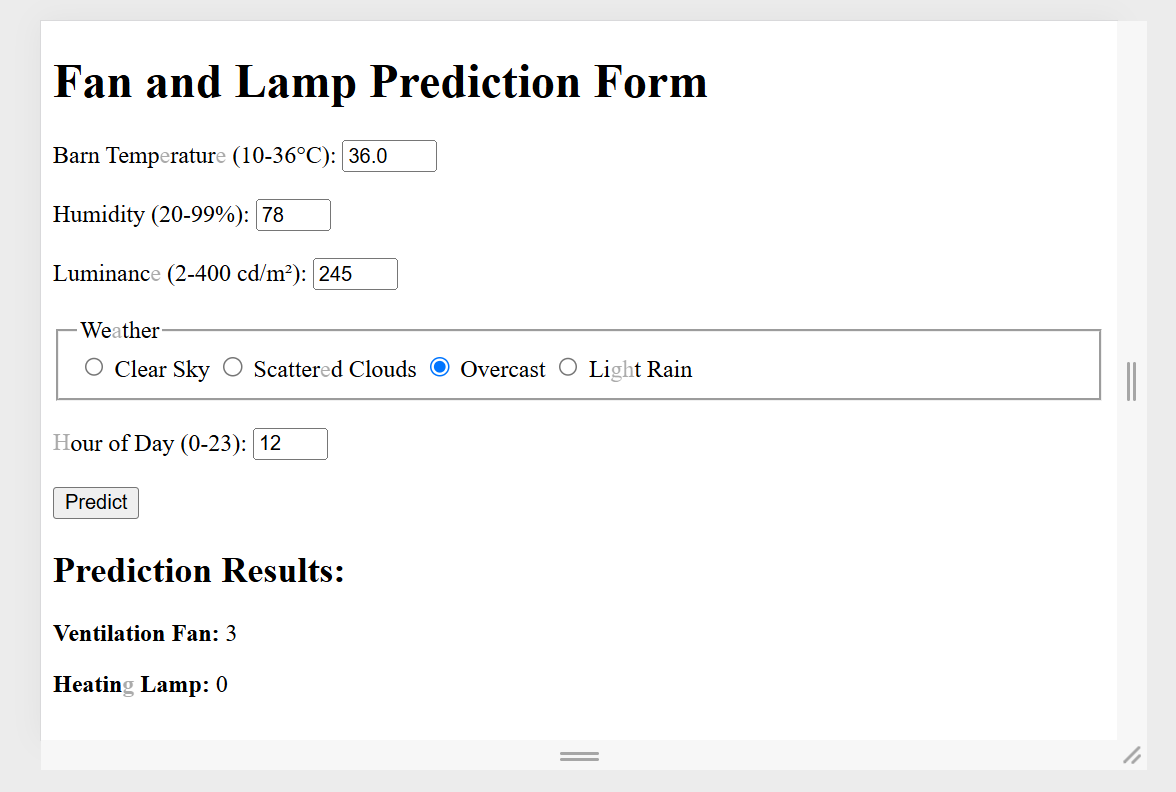 Fan and Lamp Prediction Form
Barn Temperature (10-36°C): 36.0
Humidity (20-99%): 78
Luminance (2-400 cd/m²): 245
Weather
Clear Sky Scattered Clouds Overcast Light Rain
Hour of Day (0-23): 12
Predict
Prediction Results:
Ventilation Fan: 3
Heating Lamp: 0